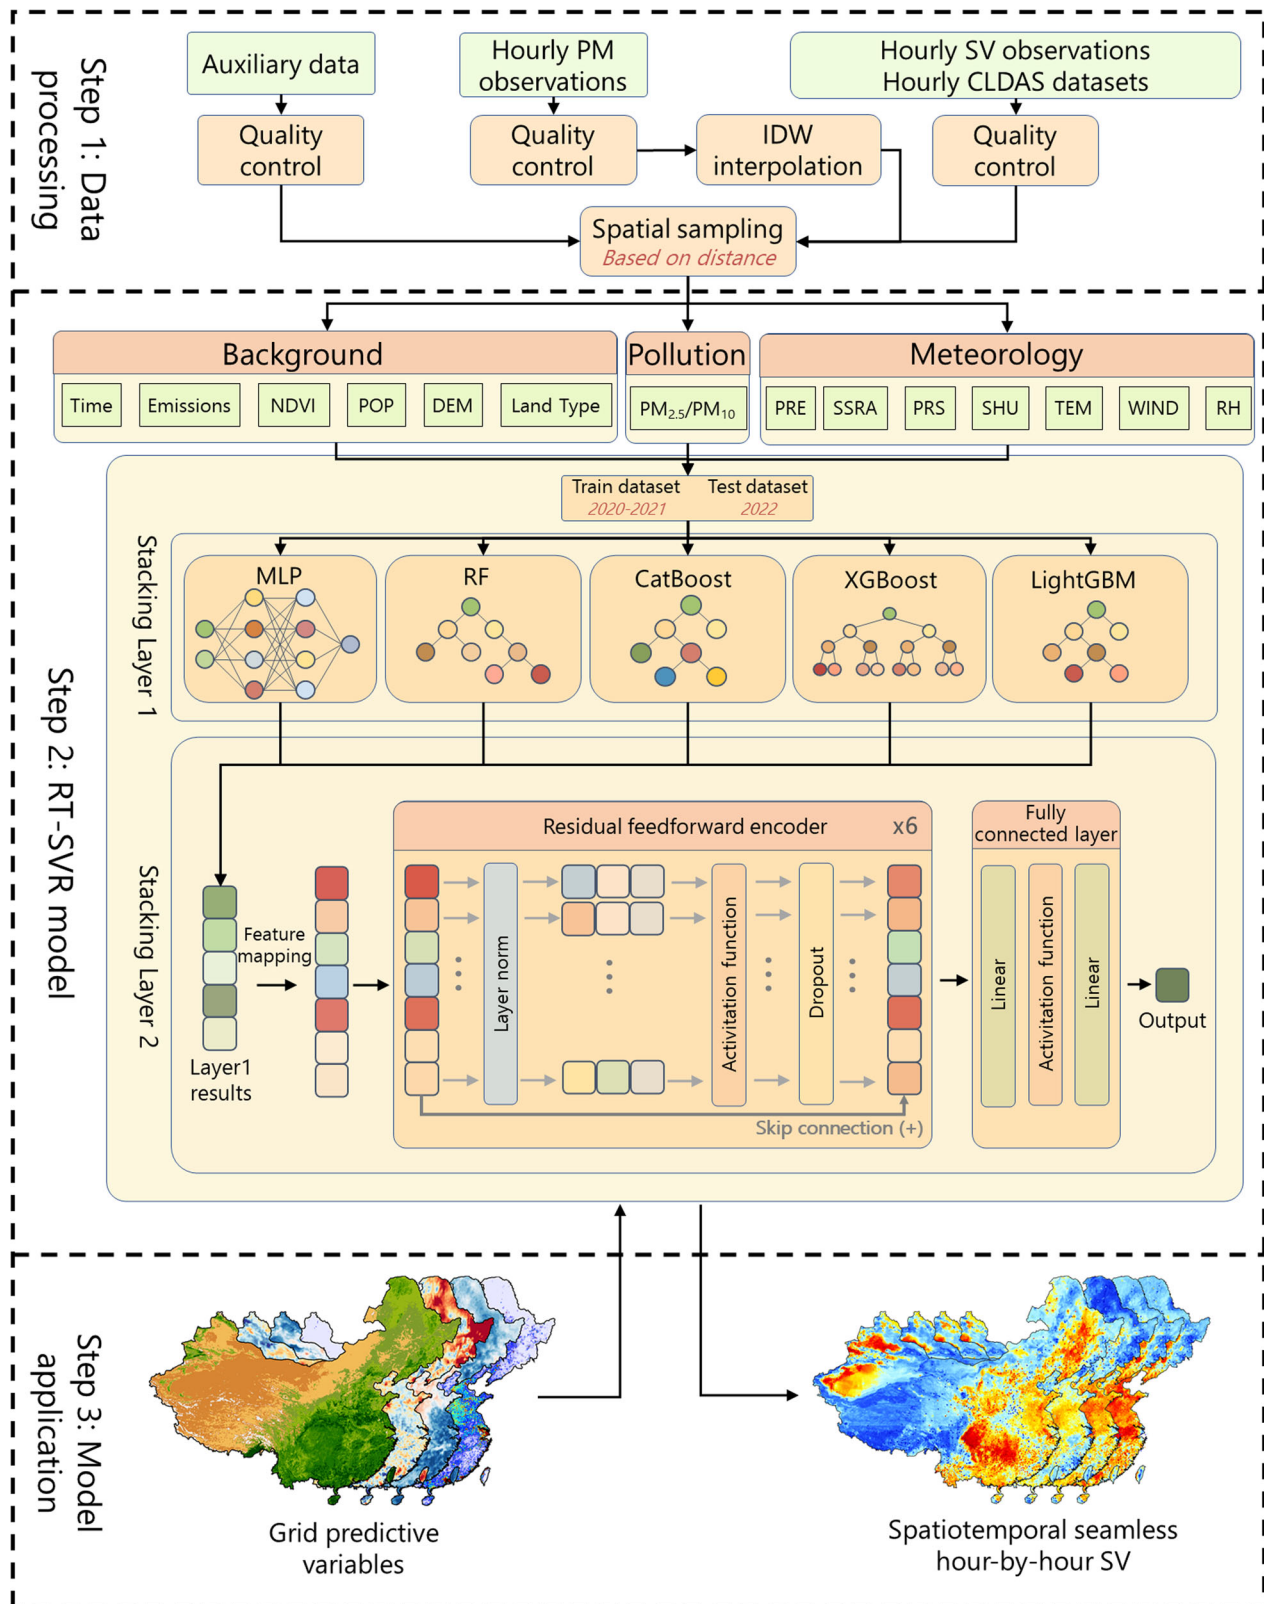 Step 1: Data
processing
Auxiliary data
Hourly PM
observations
Hourly SV observations
Hourly CLDAS datasets
Quality
control
Quality
control
IDW
interpolation
Quality
control
Spatial sampling
Based on distance
Step 2: RT-SVR model
Background
Time
Emissions
NDVI
POP
DEM
Land Type
Pollution
PM2.5/PM10
Meteorology
PRE
SSRA
PRS
SHU
TEM
WIND
RH
Train dataset
2020-2021
Test dataset
2022
Stacking Layer 1
MLP
RF
CatBoost
XGBoost
LightGBM
Stacking Layer 2
Layer1
results
Feature
mapping
Residual feedforward encoder
x6
Layer norm
Activitation function
Dropout
Skip connection (+)
Fully
connected layer
Linear
Activitation function
Linear
Output
Step 3: Model
application
Grid predictive
variables
Spatiotemporal seamless
hour-by-hour SV